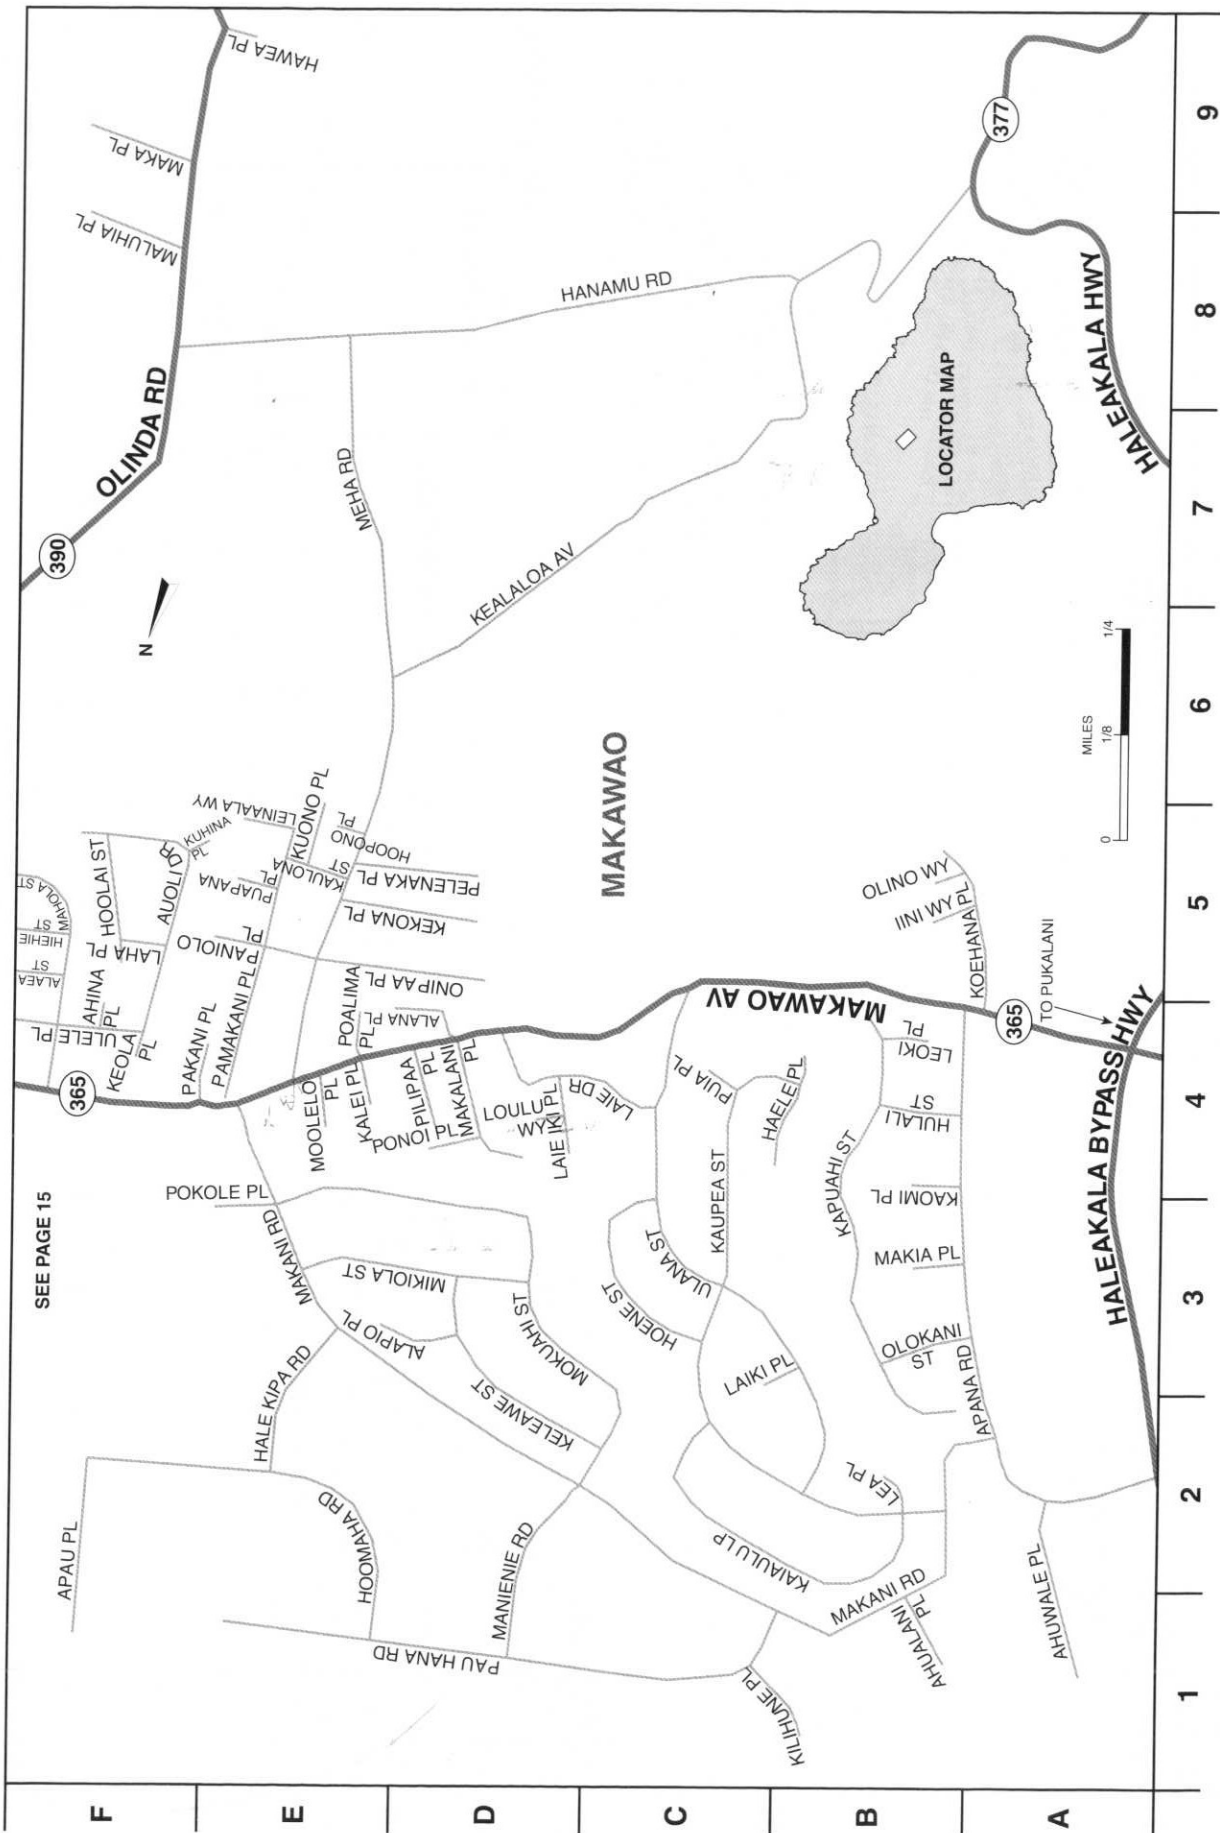 HAWEA PL
MAKA PL
MALUHIA PL
OLINDA RD
390
N
HANAMU RD
MEHA RD
KEALALOA AV
377
HALEAKALA HWY
LOCATOR MAP
MILES
0
1/8
1/4
MAKAWAO
MAHOLA ST
HIEHIE
ST
ALAEA
ST
HOOLAI ST
AUOLI DR
KUHINA
PL
LEINAALA WY
KUONO PL
LAHA PL
AHINA
PL
ULELE PL
KEOLA
PL
PUAPANA
PL
KAULONA
ST
HOOPONO
PL
PELENAKA PL
KEKONA PL
PANIOLO
PL
PAKANI PL
PAMAKANI PL
POALIMA
PL
ONIPAA PL
ALANA PL
365
MAKAWAO AV
OLINO WY
IINI WY
KOEHANA PL
TO PUKALANI
365
HALEAKALA BYPASS HWY
MOOLELO
PL
KALEI PL
PILIPAA
PL
PONOI PL
MAKALANI
PL
LOULU
WY
LAIE IKI PL
LAIE DR
PUIA PL
HAELE PL
LEOKI
PL
HULALI
ST
KAUPEA ST
KAPUAHI ST
KAOMI PL
MAKIA PL
OLOKANI
ST
APANA RD
SEE PAGE 15
POKOLE PL
MAKANI RD
MIKIOLA ST
ALAPIO PL
MOKUAHI ST
KELEAWE ST
ULANA ST
HOENE ST
LAIKI PL
HALE KIPA RD
HOOMAHA RD
APAU PL
MANIENIE RD
PAU HANA RD
KAIAULU LP
LEA PL
MAKANI RD
AHUALANI
PL
AHUWALE PL
KILIHUNE PL
1
2
3
4
5
6
7
8
9
F
E
D
C
B
A